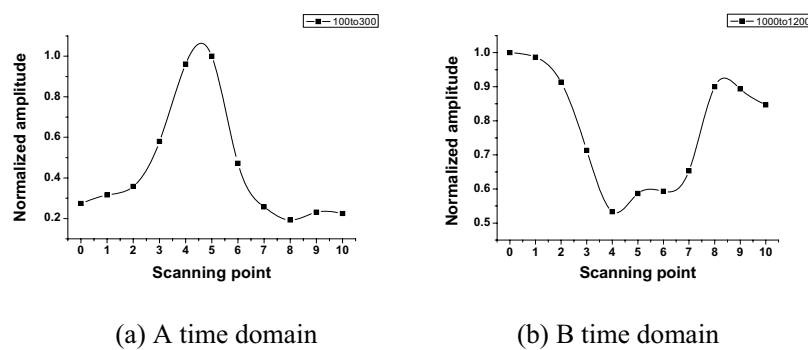 100to300
Normalized amplitude
1.0
0.8
0.6
0.4
0.2
0 1 2 3 4 5 6 7 8 9 10
Scanning point
(a) A time domain
1000to1200
Normalized amplitude
1.0
0.9
0.8
0.7
0.6
0.5
0 1 2 3 4 5 6 7 8 9 10
Scanning point
(b) B time domain